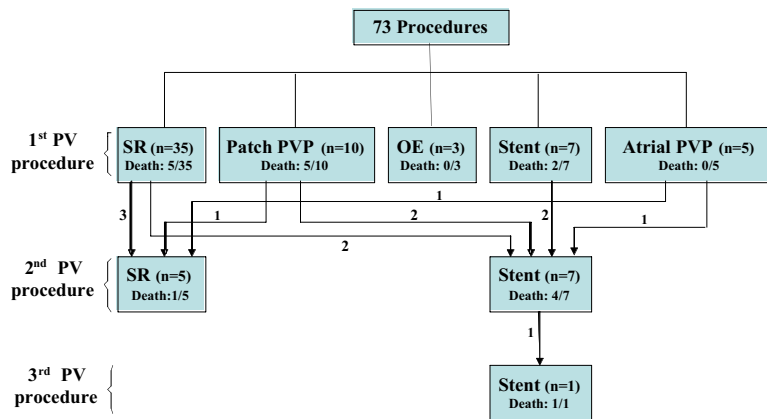 73 Procedures
1st PV
procedure
SR (n=35)
Death: 5/35
Patch PVP (n=10)
Death: 5/10
OE (n=3)
Death: 0/3
Stent (n=7)
Death: 2/7
Atrial PVP (n=5)
Death: 0/5
3
1
2
1
2
2
1
2nd PV
procedure
SR (n=5)
Death:1/5
Stent (n=7)
Death: 4/7
1
3rd PV
procedure
Stent (n=1)
Death: 1/1